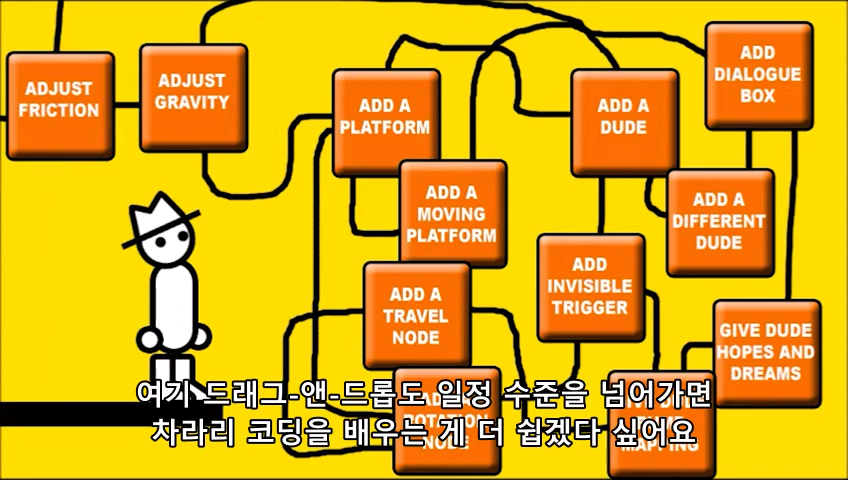 ADJUST
FRICTION
ADJUST
GRAVITY
ADD A
PLATFORM
ADD A
DUDE
ADD
DIALOGUE
BOX
ADD A
MOVING
PLATFORM
ADD A
DIFFERENT
DUDE
ADD A
TRAVEL
NODE
ADD
INVISIBLE
TRIGGER
GIVE DUDE
HOPES AND
DREAMS
NODE
MAPPING
여기 드래그-앤-드롭도 일정 수준을 넘어가면
차라리 코딩을 배우는 게 더 쉽겠다 싶어요